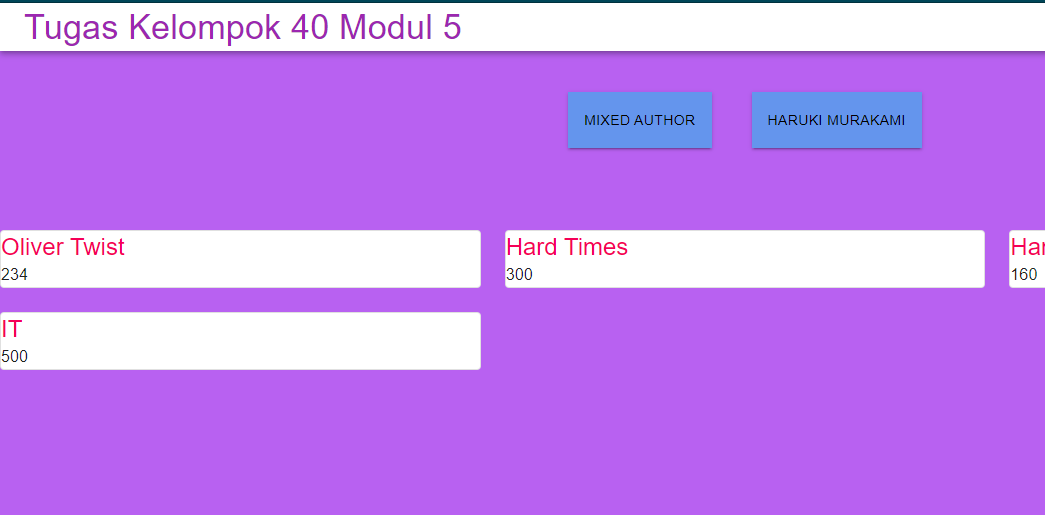 Tugas Kelompok 40 Modul 5
MIXED AUTHOR
HARUKI MURAKAMI
Oliver Twist
234
Hard Times
300
160
IT
500